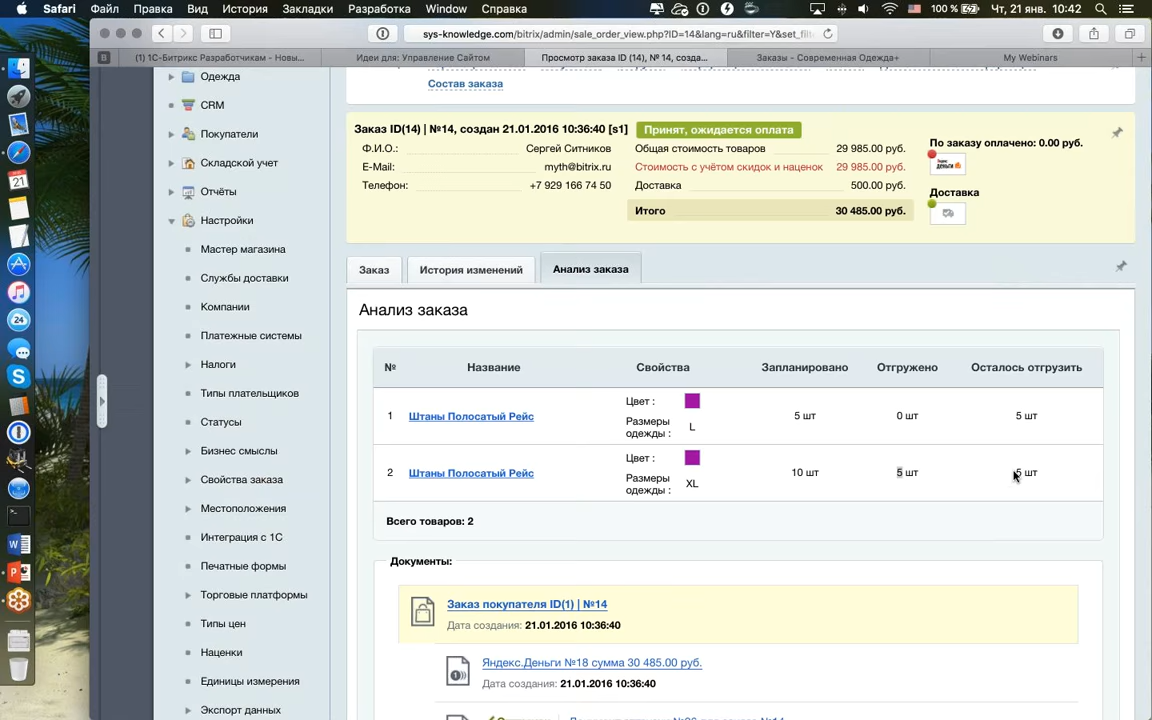 Safari Файл Правка Вид История Закладки Разработка Window Справка 100 % Чт, 21 янв. 10:42
sys-knowledge.com/bitrix/admin/sale_order_view.php?ID=14&lang=ru&filter=Y&set_filt
(1) 1С-Битрикс Разработчикам - Новы... Идеи для: Управление Сайтом Просмотр заказа ID (14), № 14, созда... Заказы - Современная Одежда+ My Webinars
Одежда
CRM
Покупатели
Складской учет
Отчёты
Настройки
Мастер магазина
Службы доставки
Компании
Платежные системы
Налоги
Типы плательщиков
Статусы
Бизнес смыслы
Свойства заказа
Местоположения
Интеграция с 1С
Печатные формы
Торговые платформы
Типы цен
Наценки
Единицы измерения
Экспорт данных
Состав заказа
Заказ ID(14) | №14, создан 21.01.2016 10:36:40 [s1] Принят, ожидается оплата
Ф.И.О.: Сергей Ситников
E-Mail: myth@bitrix.ru
Телефон: +7 929 166 74 50
Общая стоимость товаров 29 985.00 руб.
Стоимость с учётом скидок и наценок 29 985.00 руб.
Доставка 500.00 руб.
Итого 30 485.00 руб.
По заказу оплачено: 0.00 руб.
Яндекс деньги
Доставка
Заказ История изменений Анализ заказа
Анализ заказа
№ Название Свойства Запланировано Отгружено Осталось отгрузить
1 Штаны Полосатый Рейс Цвет : Размеры одежды : L 5 шт 0 шт 5 шт
2 Штаны Полосатый Рейс Цвет : Размеры одежды : XL 10 шт 5 шт 5 шт
Всего товаров: 2
Документы:
Заказ покупателя ID(1) | №14
Дата создания: 21.01.2016 10:36:40
Яндекс.Деньги №18 сумма 30 485.00 руб.
Дата создания: 21.01.2016 10:36:40